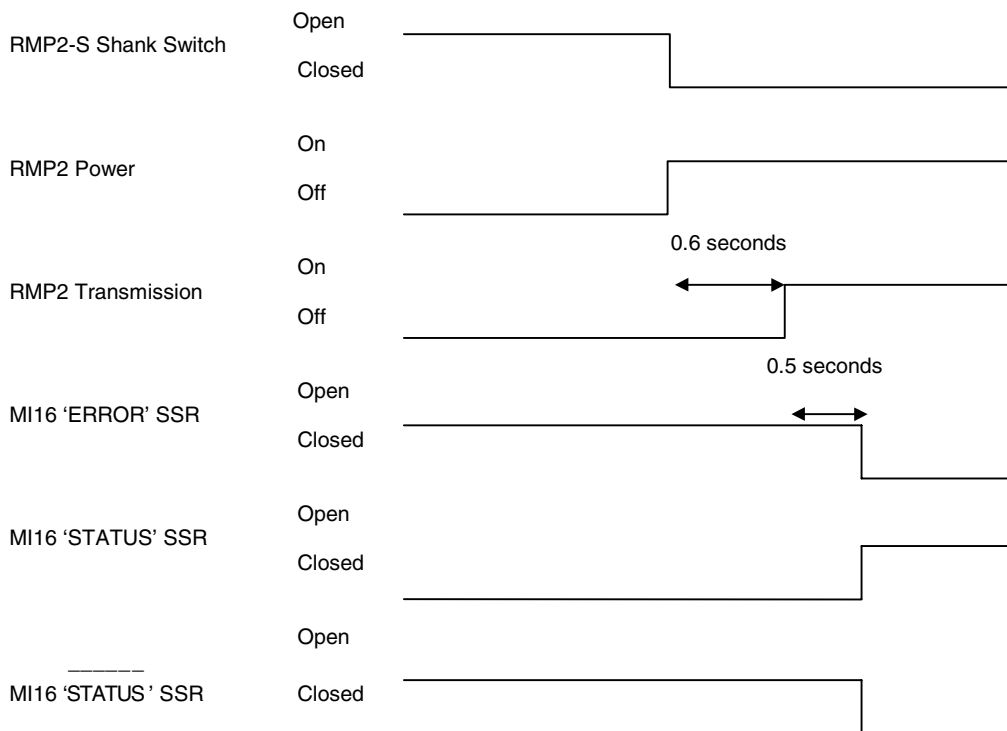 Open
RMP2-S Shank Switch
Closed
On
RMP2 Power
Off
0.6 seconds
On
RMP2 Transmission
Off
0.5 seconds
Open
MI16 ‘ERROR’ SSR
Closed
Open
MI16 ‘STATUS’ SSR
Closed
Open
MI16 ‘S̅T̅A̅T̅U̅S̅’ SSR
Closed